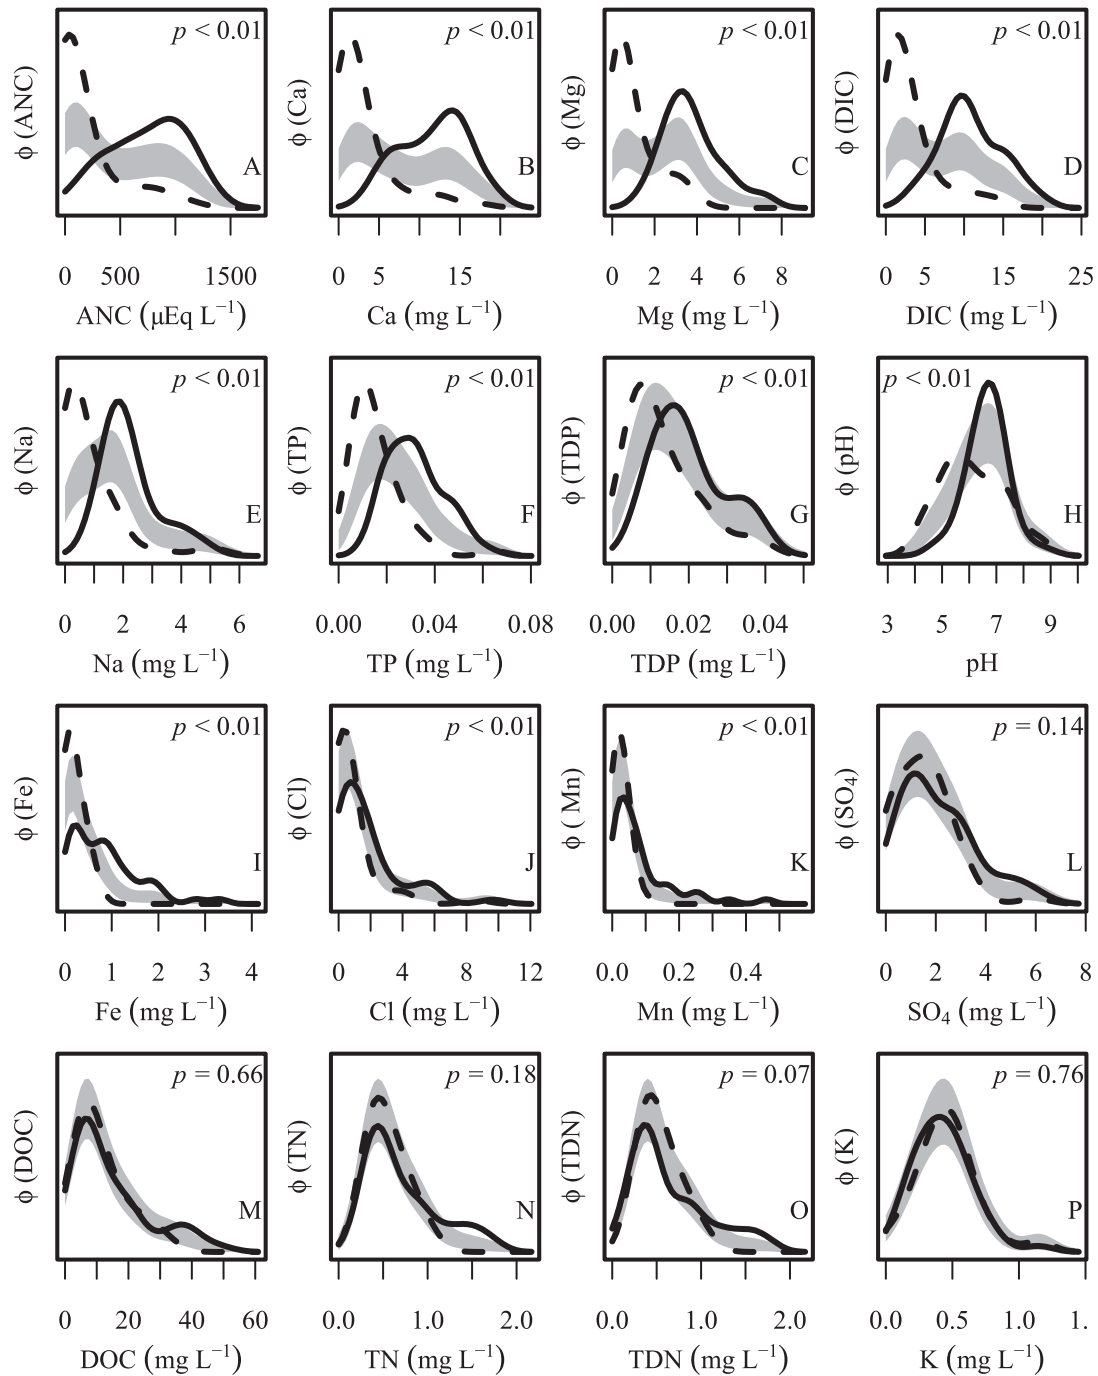 p < 0.01 p < 0.01 p < 0.01 p < 0.01
ϕ (ANC) ϕ (Ca) ϕ (Mg) ϕ (DIC)
A B C D
0 500 1500 0 5 15 0 2 4 6 8 0 5 15 25
ANC (μEq L⁻¹) Ca (mg L⁻¹) Mg (mg L⁻¹) DIC (mg L⁻¹)
p < 0.01 p < 0.01 p < 0.01 p < 0.01
ϕ (Na) ϕ (TP) ϕ (TDP) ϕ (pH)
E F G H
0 2 4 6 0.00 0.04 0.08 0.00 0.02 0.04 3 5 7 9
Na (mg L⁻¹) TP (mg L⁻¹) TDP (mg L⁻¹) pH
p < 0.01 p < 0.01 p < 0.01 p = 0.14
ϕ (Fe) ϕ (Cl) ϕ ( Mn) ϕ (SO₄)
I J K L
0 1 2 3 4 0 4 8 12 0.0 0.2 0.4 0 2 4 6 8
Fe (mg L⁻¹) Cl (mg L⁻¹) Mn (mg L⁻¹) SO₄ (mg L⁻¹)
p = 0.66 p = 0.18 p = 0.07 p = 0.76
ϕ (DOC) ϕ (TN) ϕ (TDN) ϕ (K)
M N O P
0 20 40 60 0.0 1.0 2.0 0.0 1.0 2.0 0.0 0.5 1.0 1.
DOC (mg L⁻¹) TN (mg L⁻¹) TDN (mg L⁻¹) K (mg L⁻¹)